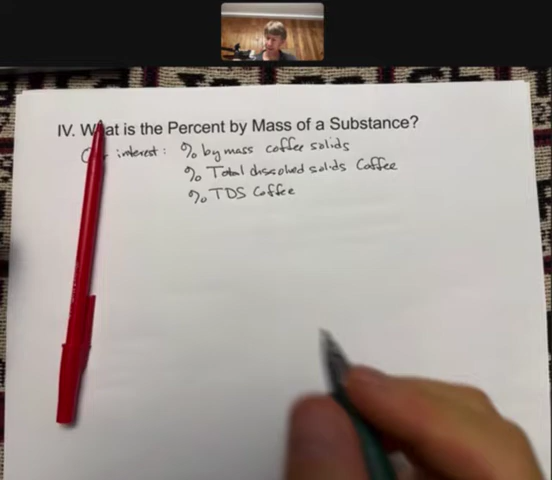 IV. What is the Percent by Mass of a Substance?
interest: % by mass coffee solids
% Total dissolved solids Coffee
% TDS Coffee